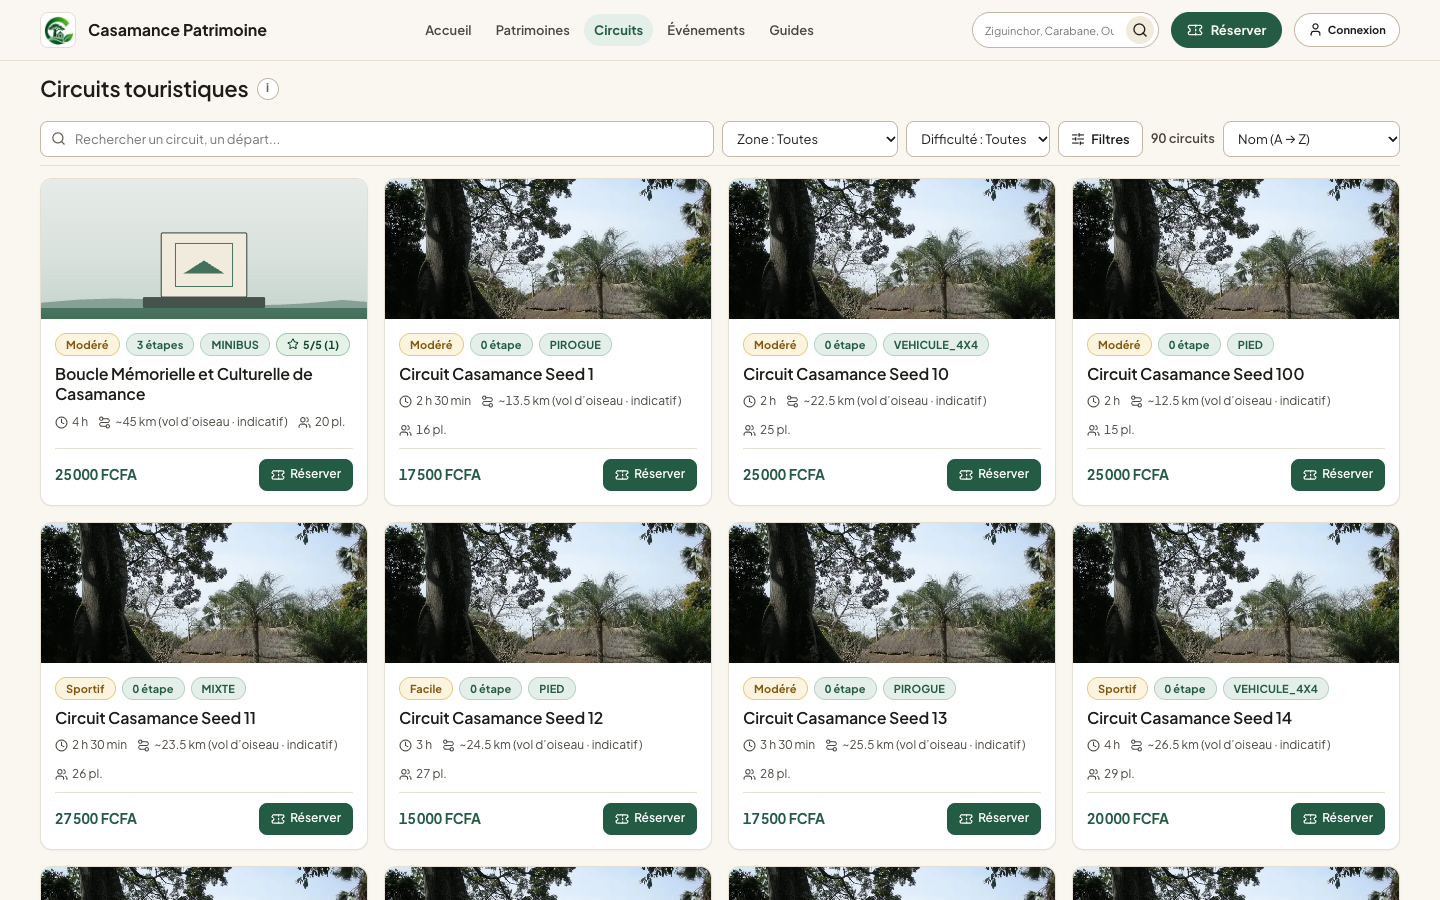 Casamance Patrimoine
Accueil
Patrimoines
Circuits
Événements
Guides
Ziguinchor, Carabane, Ou
Réserver
Connexion
Circuits touristiques
i
Rechercher un circuit, un départ...
Zone : Toutes
Difficulté : Toutes
Filtres
90 circuits
Nom (A → Z)
Modéré
3 étapes
MINIBUS
5/5 (1)
Boucle Mémorielle et Culturelle de
Casamance
4 h
~45 km (vol d'oiseau · indicatif)
20 pl.
25 000 FCFA
Réserver
Modéré
0 étape
PIROGUE
Circuit Casamance Seed 1
2 h 30 min
~13.5 km (vol d'oiseau · indicatif)
16 pl.
17 500 FCFA
Réserver
Modéré
0 étape
VEHICULE_4X4
Circuit Casamance Seed 10
2 h
~22.5 km (vol d'oiseau · indicatif)
25 pl.
25 000 FCFA
Réserver
Modéré
0 étape
PIED
Circuit Casamance Seed 100
2 h
~12.5 km (vol d'oiseau · indicatif)
15 pl.
25 000 FCFA
Réserver
Sportif
0 étape
MIXTE
Circuit Casamance Seed 11
2 h 30 min
~23.5 km (vol d'oiseau · indicatif)
26 pl.
27 500 FCFA
Réserver
Facile
0 étape
PIED
Circuit Casamance Seed 12
3 h
~24.5 km (vol d'oiseau · indicatif)
27 pl.
15 000 FCFA
Réserver
Modéré
0 étape
PIROGUE
Circuit Casamance Seed 13
3 h 30 min
~25.5 km (vol d'oiseau · indicatif)
28 pl.
17 500 FCFA
Réserver
Sportif
0 étape
VEHICULE_4X4
Circuit Casamance Seed 14
4 h
~26.5 km (vol d'oiseau · indicatif)
29 pl.
20 000 FCFA
Réserver